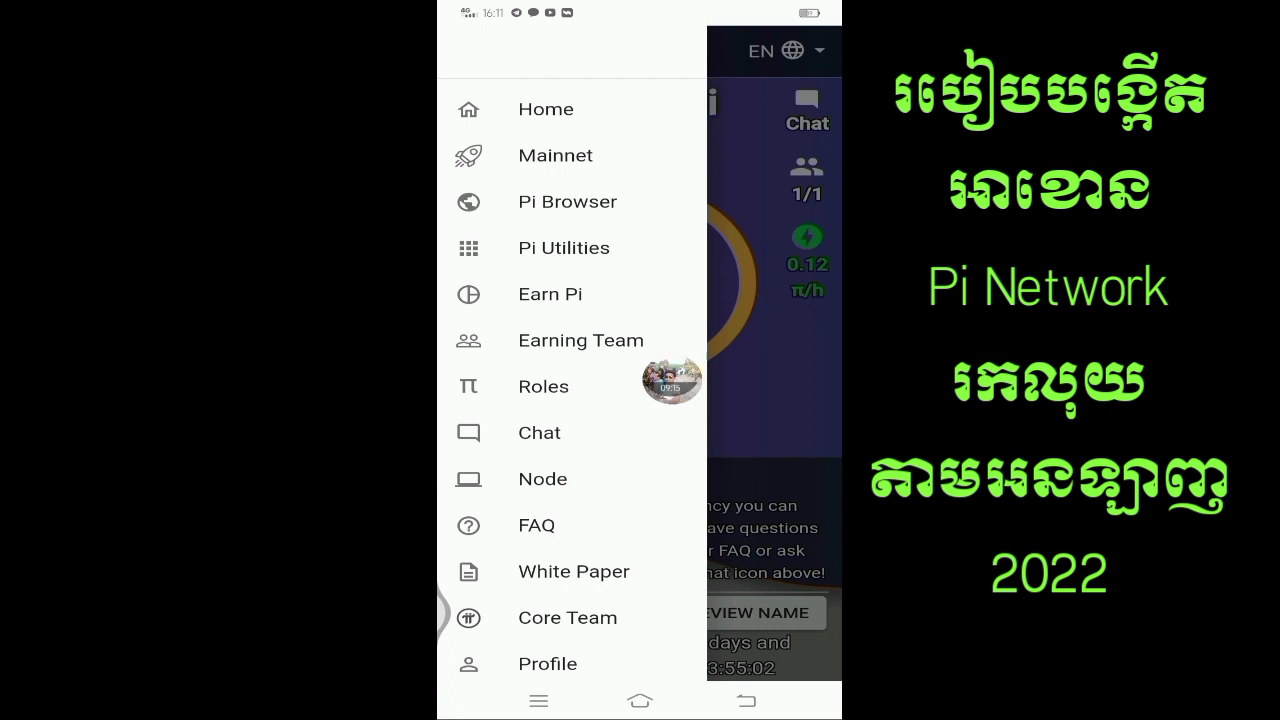 4G 16:11
EN
Home
Mainnet
Pi Browser
Pi Utilities
Earn Pi
Earning Team
Roles
Chat
Node
FAQ
White Paper
Core Team
Profile
i
Chat
1/1
0.12
π/h
09:15
ncy you can
ave questions
r FAQ or ask
hat icon above!
EVIEW NAME
days and
3:55:02
របៀបបង្កើត
អាខោន
Pi Network
រកលុយ
តាមអនឡាញ
2022